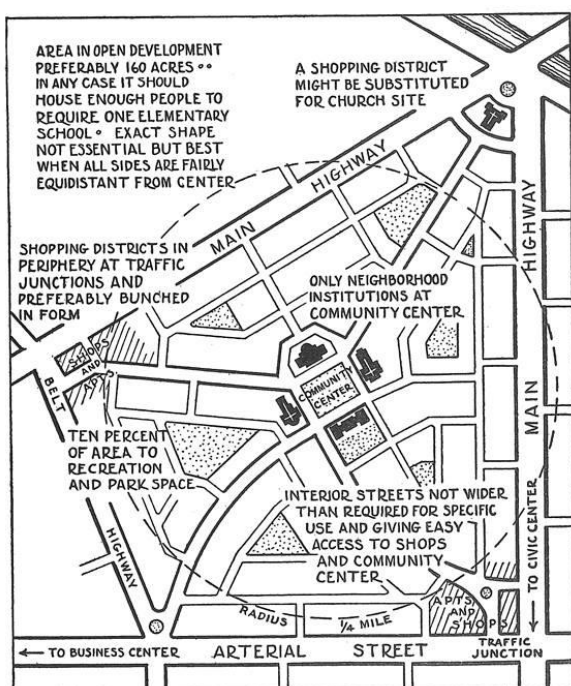 AREA IN OPEN DEVELOPMENT
PREFERABLY 160 ACRES • •
IN ANY CASE IT SHOULD
HOUSE ENOUGH PEOPLE TO
REQUIRE ONE ELEMENTARY
SCHOOL • EXACT SHAPE
NOT ESSENTIAL BUT BEST
WHEN ALL SIDES ARE FAIRLY
EQUIDISTANT FROM CENTER
A SHOPPING DISTRICT
MIGHT BE SUBSTITUTED
FOR CHURCH SITE
MAIN HIGHWAY
MAIN HIGHWAY
SHOPPING DISTRICTS IN
PERIPHERY AT TRAFFIC
JUNCTIONS AND
PREFERABLY BUNCHED
IN FORM
ONLY NEIGHBORHOOD
INSTITUTIONS AT
COMMUNITY CENTER
SHOPS
AND
APTS
COMMUNITY
CENTER
BELT HIGHWAY
TEN PERCENT
OF AREA TO
RECREATION
AND PARK SPACE
INTERIOR STREETS NOT WIDER
THAN REQUIRED FOR SPECIFIC
USE AND GIVING EASY
ACCESS TO SHOPS
AND COMMUNITY
CENTER
TO CIVIC CENTER
RADIUS 1/4 MILE
APTS
AND
SHOPS
TRAFFIC
JUNCTION
← TO BUSINESS CENTER
ARTERIAL STREET